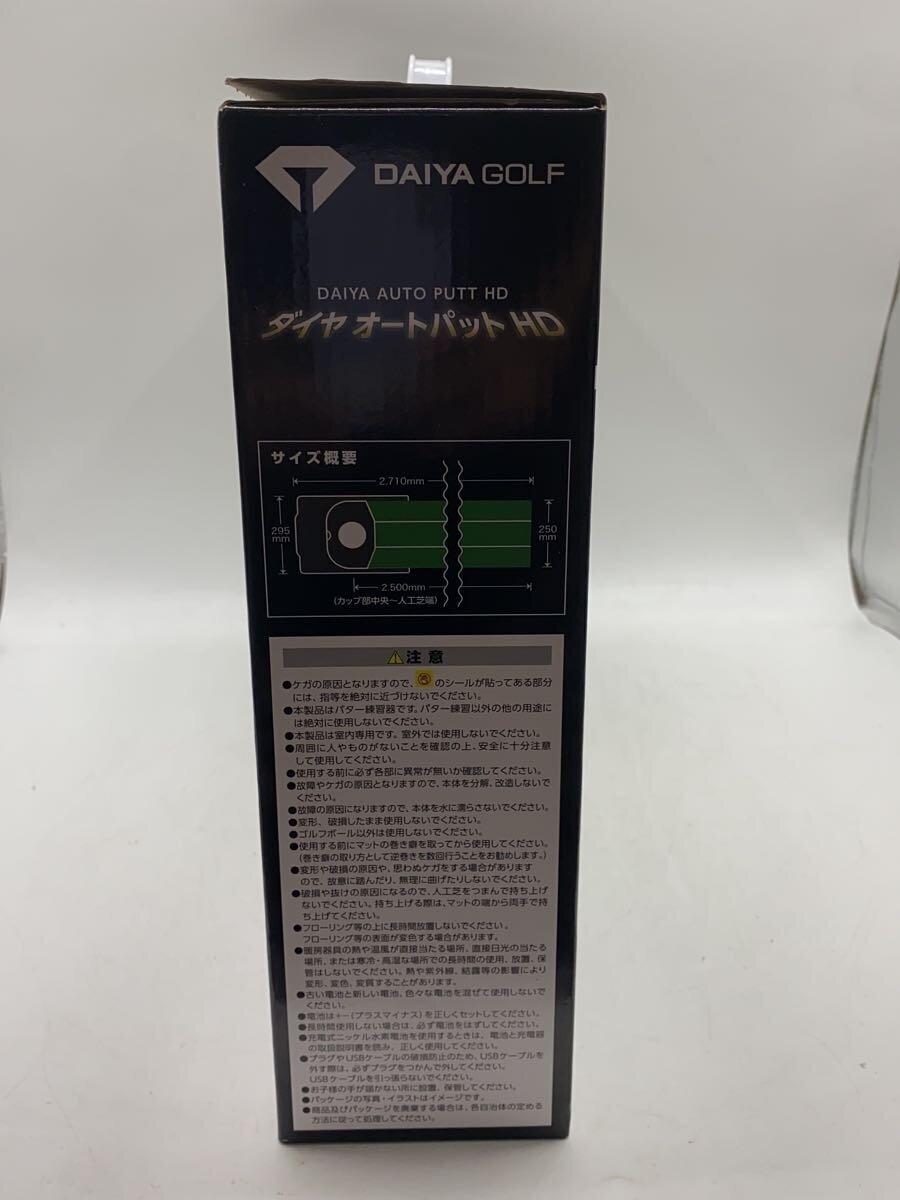 DAIYA GOLF
DAIYA AUTO PUTT HD
ダイヤ オートパット HD
サイズ概要
2.710mm
295
mm
250
mm
2.500mm
(カップ部中央～人工芝端)
注意
●ケガの原因となりますので、のシールが貼ってある部分
には、指等を絶対に近づけないでください。
●本製品はパター練習器です。パター練習以外の他の用途に
は絶対に使用しないでください。
●本製品は室内専用です。室外では使用しないでください。
●周囲に人やものがないことを確認の上、安全に十分注意
して使用してください。
●使用する前に必ず各部に異常が無いか確認してください。
●故障やケガの原因となりますので、本体を分解、改造しないで
ください。
●故障の原因になりますので、本体を水に濡らさないでください。
●変形、破損したまま使用しないでください。
●ゴルフボール以外は使用しないでください。
●使用する前にマットの巻き癖を取ってから使用してください。
(巻き癖の取り方として逆巻きを数回行うことをお勧めします。)
●変形や破損の原因や、思わぬケガをする場合があります
ので、故意に踏んだり、無理に曲げたりしないでください。
●破損や抜けの原因になるので、人工芝をつまんで持ち上げ
ないでください。持ち上げる際は、マットの端から両手で持
ち上げてください。
●フローリング等の上に長時間放置しないでください。
フローリング等の表面が変色する場合があります。
●暖房器具の熱や温風が直接当たる場所、直接日光の当たる
場所、または寒冷・高湿な場所での長時間の使用、放置、保
管はしないでください。熱や紫外線、結露等の影響により
変形、変色、変質することがあります。
●古い電池と新しい電池、色々な電池を混ぜて使用しないで
ください。
●電池は+－(プラスマイナス)を正しくセットしてください。
●長時間使用しない場合は、必ず電池をはずしてください。
●充電式ニッケル水素電池を使用するときは、電池と充電器
の取扱説明書を読み、正しく使用してください。
●プラグやUSBケーブルの破損防止のため、USBケーブルを
外す際は、必ずプラグをつかんで外してください。
USBケーブルを引っ張らないでください。
●お子様の手が届かない所に設置、保管してください。
●パッケージの写真・イラストはイメージです。
●商品及びパッケージを廃棄する場合は、各自治体の定める
方法に従って処理してください。